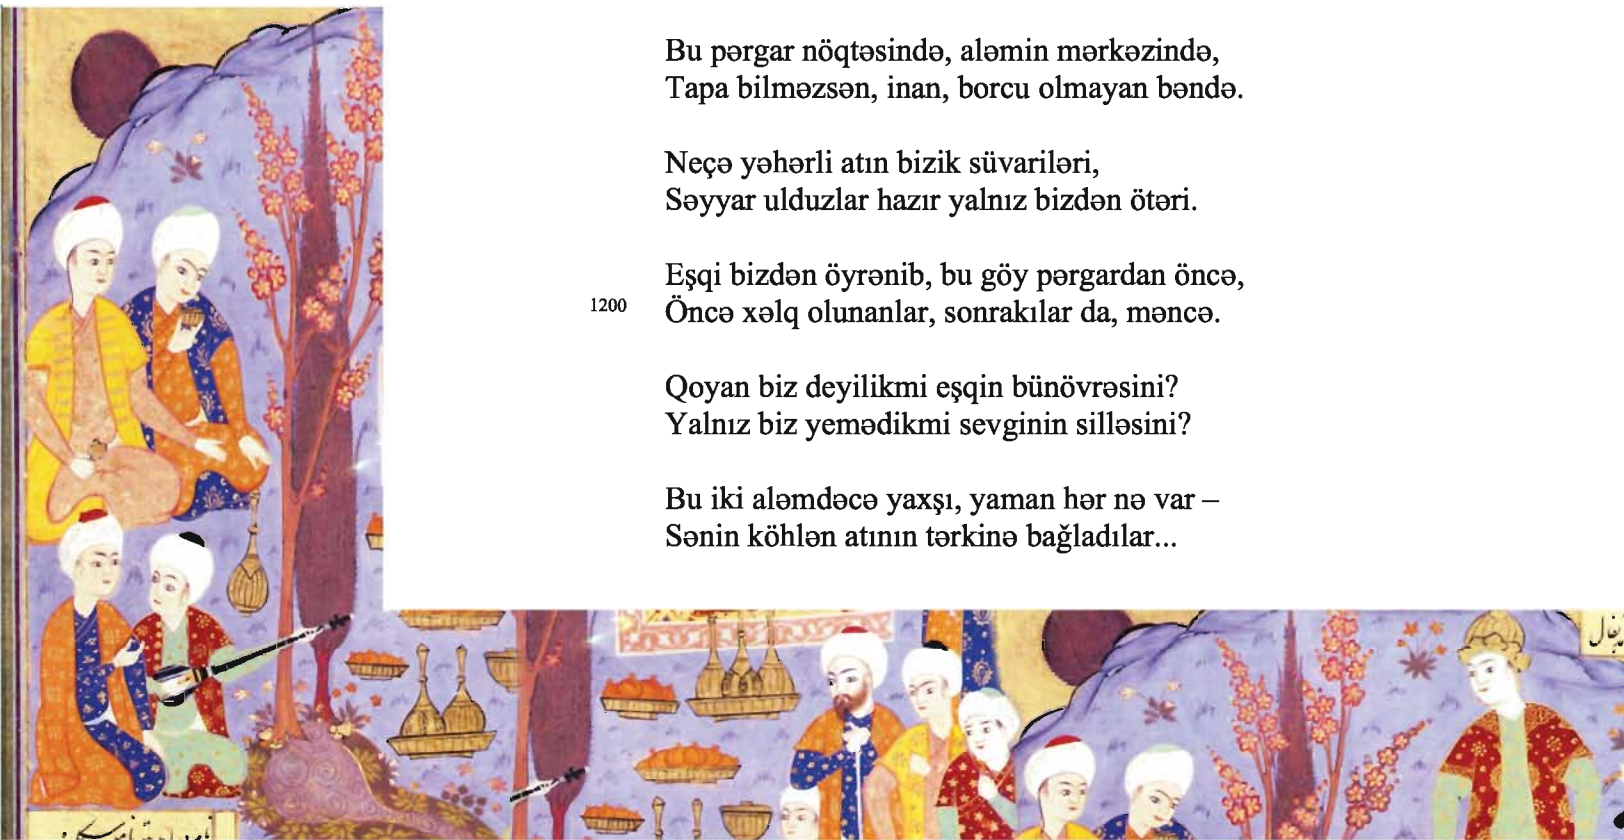 Bu pərgar nöqtəsində, aləmin mərkəzində,
Tapa bilməzsən, inan, borcu olmayan bəndə.
Neçə yəhərli atın bizik süvariləri,
Səyyar ulduzlar hazır yalnız bizdən ötəri.
Eşqi bizdən öyrənib, bu göy pərgardan öncə,
1200 Öncə xəlq olunanlar, sonrakılar da, məncə.
Qoyan biz deyilikmi eşqin bünövrəsini?
Yalnız biz yemədikmi sevginin silləsini?
Bu iki aləmdəcə yaxşı, yaman hər nə var –
Sənin köhlən atının tərkinə bağladılar...